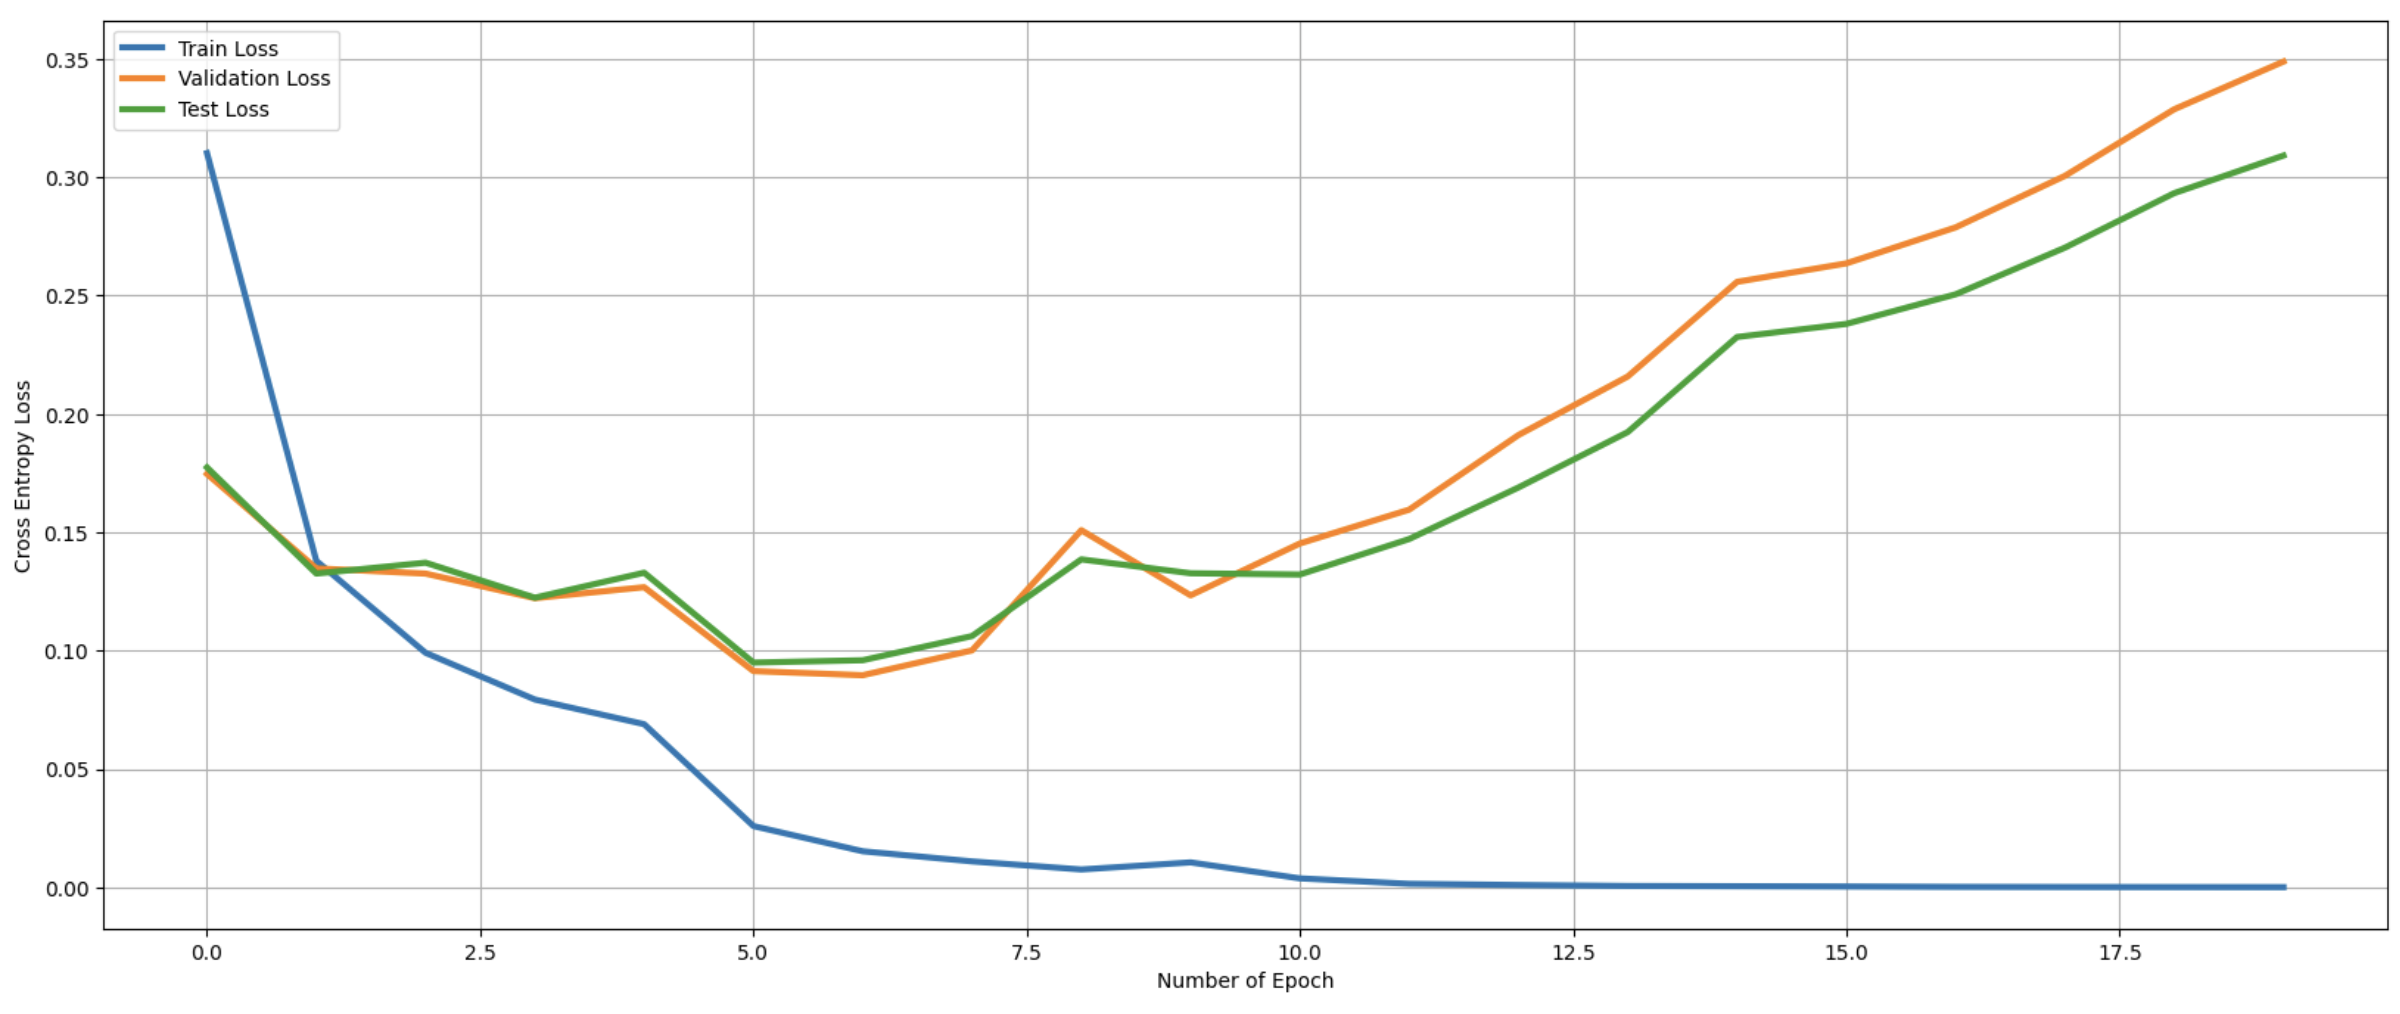 Train Loss
Validation Loss
Test Loss
0.35
0.30
0.25
0.20
0.15
0.10
0.05
0.00
Cross Entropy Loss
0.0 2.5 5.0 7.5 10.0 12.5 15.0 17.5
Number of Epoch